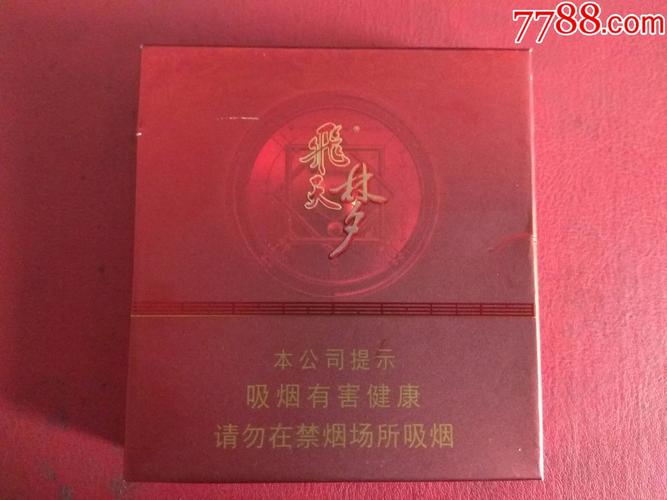 7788.com
飛天
梦
®
本公司提示
吸烟有害健康
请勿在禁烟场所吸烟